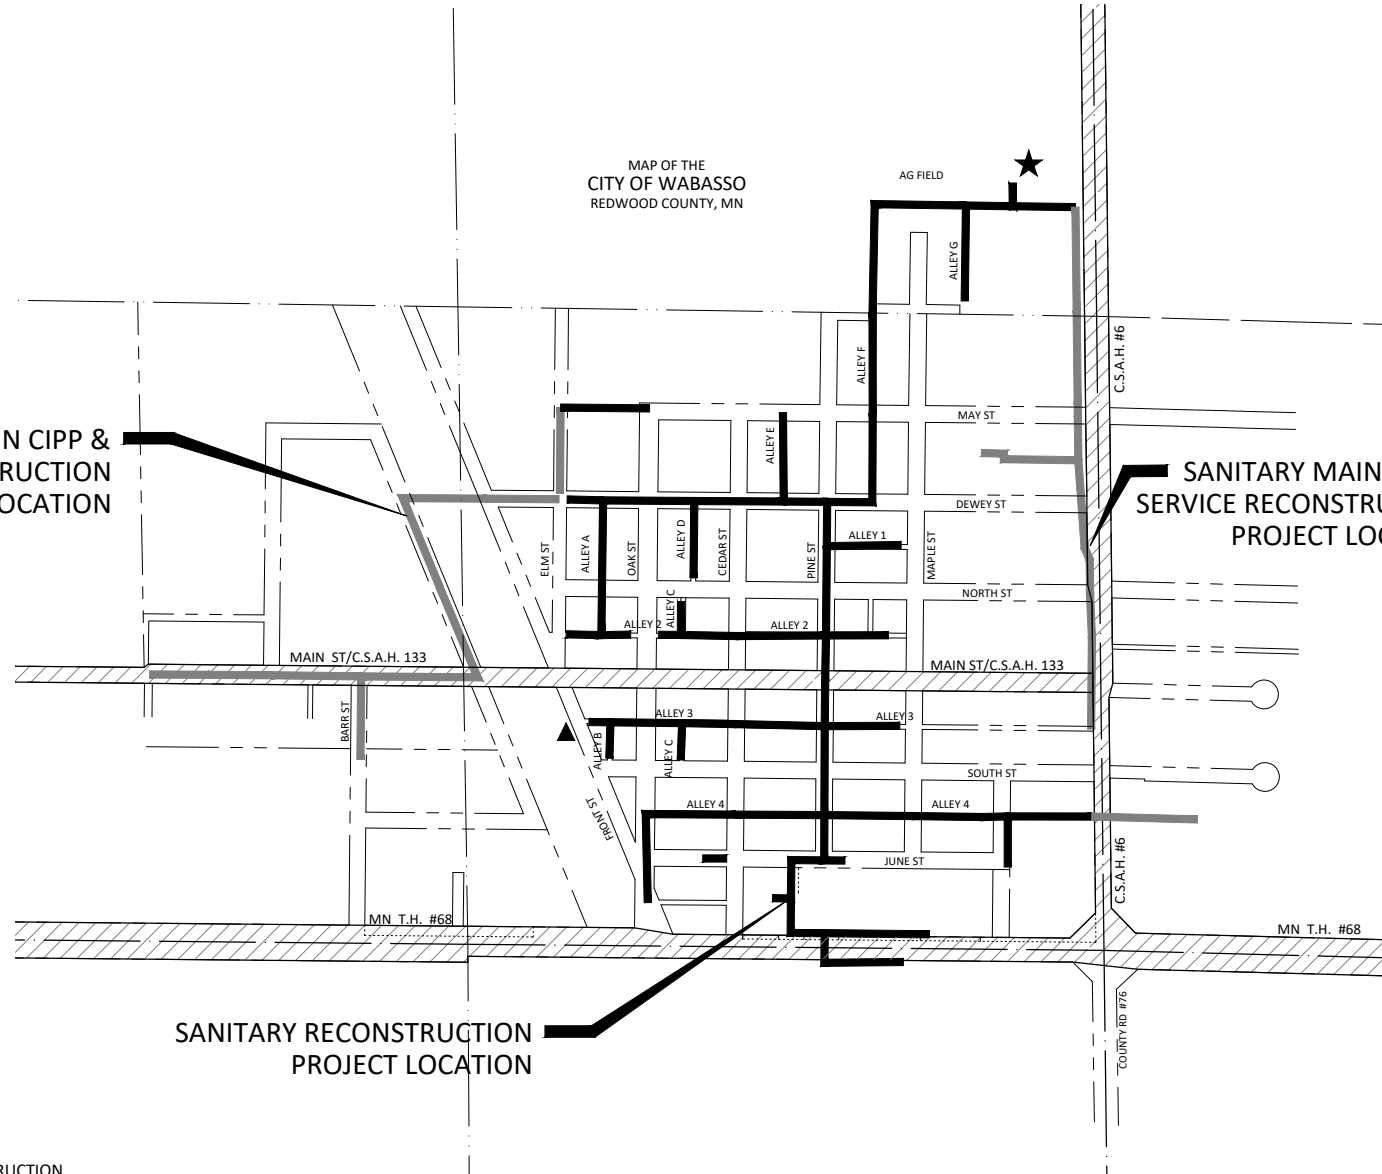 MAP OF THE
CITY OF WABASSO
REDWOOD COUNTY, MN
AG FIELD
ALLEY G
C.S.A.H. #6
ALLEY F
MAY ST
N CIPP &
RUCTION
OCATION
ALLEY E
SANITARY MAIN
SERVICE RECONSTRU
PROJECT LOC
DEWEY ST
ELM ST
ALLEY A
OAK ST
ALLEY D
CEDAR ST
PINE ST
ALLEY 1
MAPLE ST
NORTH ST
ALLEY C
ALLEY 2
ALLEY 2
MAIN ST/C.S.A.H. 133
MAIN ST/C.S.A.H. 133
BARR ST
ALLEY 3
ALLEY 3
ALLEY B
ALLEY C
SOUTH ST
FRONT ST
ALLEY 4
ALLEY 4
JUNE ST
C.S.A.H. #6
MN T.H. #68
MN T.H. #68
COUNTY RD #76
SANITARY RECONSTRUCTION
PROJECT LOCATION
RUCTION